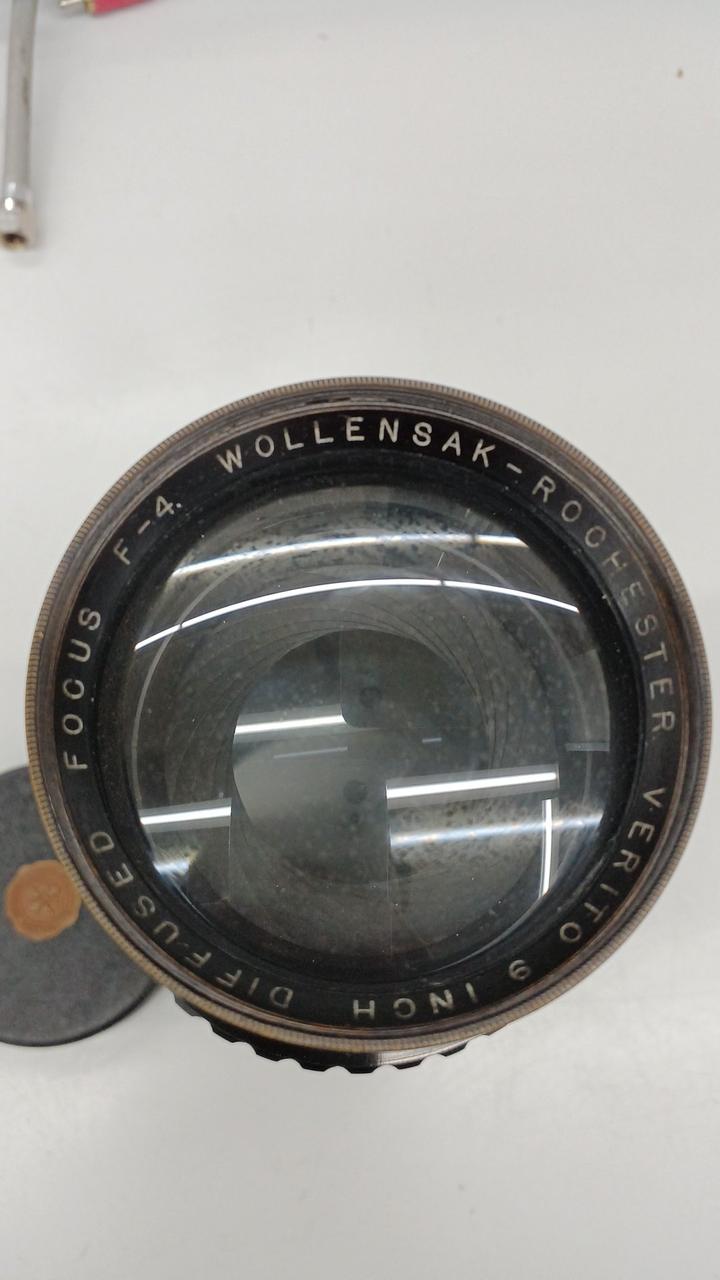 WOLLENSAK-ROCHESTER VERITO 9 INCH DIFFUSED FOCUS F-4.